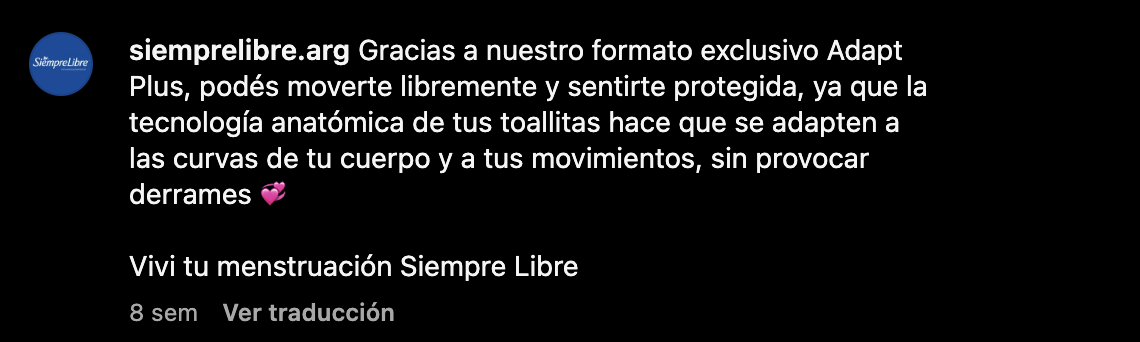 SiempreLibre
siemprelibre.arg Gracias a nuestro formato exclusivo Adapt
Plus, podés moverte libremente y sentirte protegida, ya que la
tecnología anatómica de tus toallitas hace que se adapten a
las curvas de tu cuerpo y a tus movimientos, sin provocar
derrames 💞
Vivi tu menstruación Siempre Libre
8 sem Ver traducción